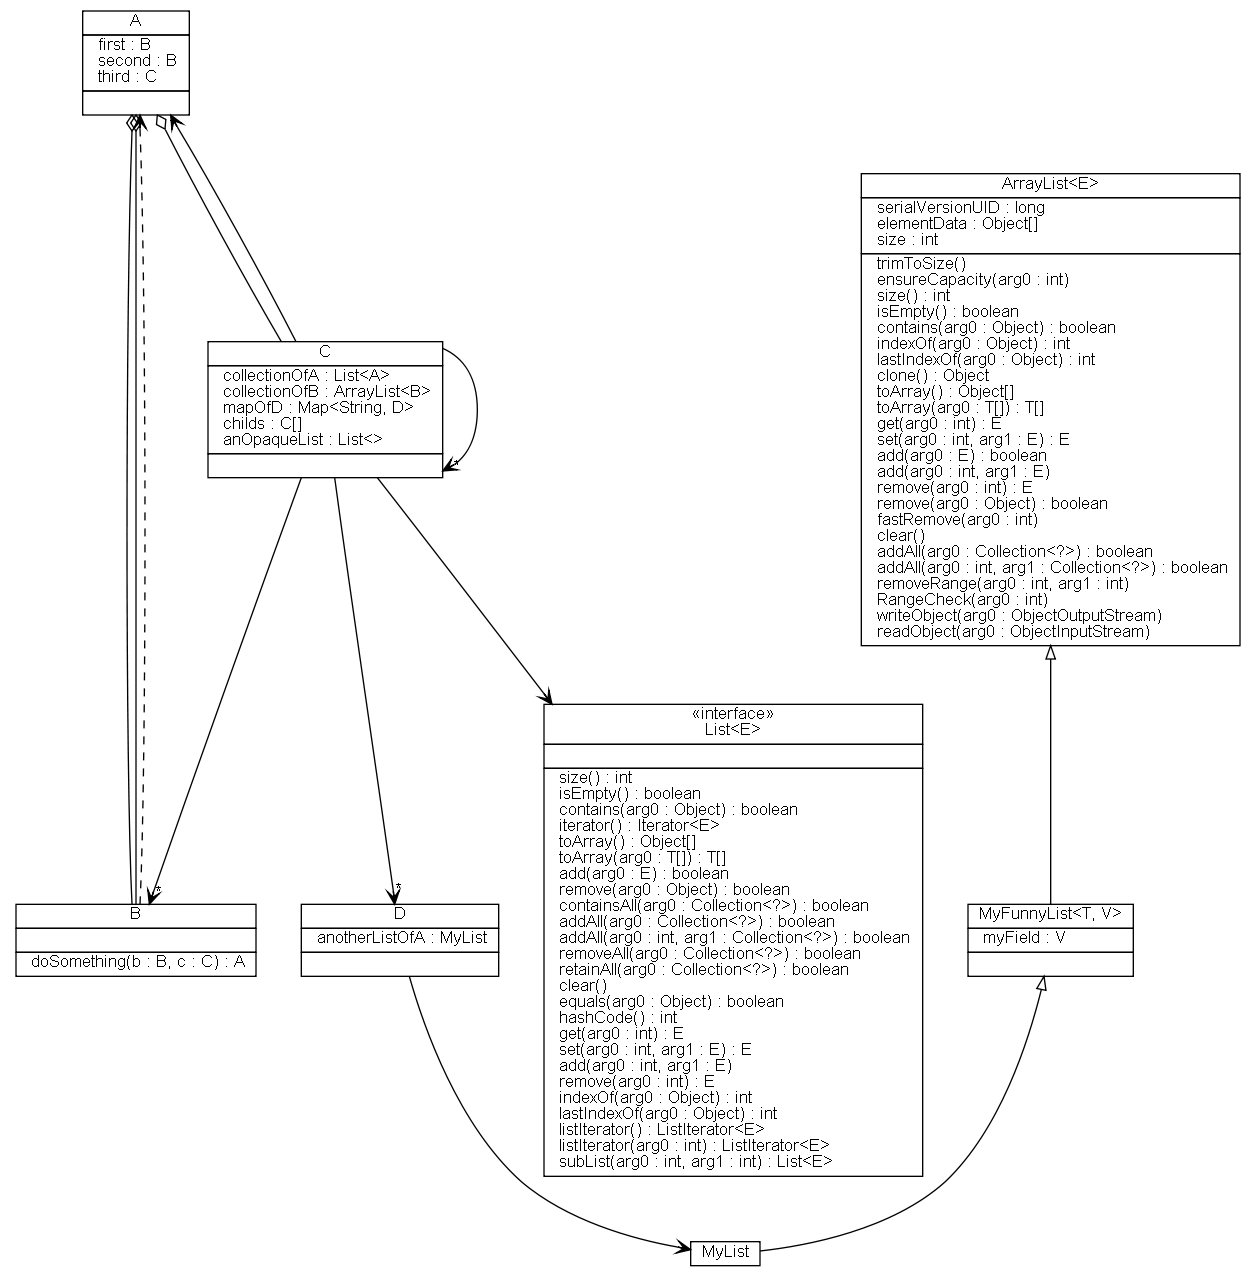 A
first : B
second : B
third : C
ArrayList<E>
serialVersionUID : long
elementData : Object[]
size : int
trimToSize()
ensureCapacity(arg0 : int)
size() : int
isEmpty() : boolean
contains(arg0 : Object) : boolean
indexOf(arg0 : Object) : int
lastIndexOf(arg0 : Object) : int
clone() : Object
toArray() : Object[]
toArray(arg0 : T[]) : T[]
get(arg0 : int) : E
set(arg0 : int, arg1 : E) : E
add(arg0 : E) : boolean
add(arg0 : int, arg1 : E)
remove(arg0 : int) : E
remove(arg0 : Object) : boolean
fastRemove(arg0 : int)
clear()
addAll(arg0 : Collection<?>) : boolean
addAll(arg0 : int, arg1 : Collection<?>) : boolean
removeRange(arg0 : int, arg1 : int)
RangeCheck(arg0 : int)
writeObject(arg0 : ObjectOutputStream)
readObject(arg0 : ObjectInputStream)
C
collectionOfA : List<A>
collectionOfB : ArrayList<B>
mapOfD : Map<String, D>
childs : C[]
anOpaqueList : List<>
*
«interface»
List<E>
size() : int
isEmpty() : boolean
contains(arg0 : Object) : boolean
iterator() : Iterator<E>
toArray() : Object[]
toArray(arg0 : T[]) : T[]
add(arg0 : E) : boolean
remove(arg0 : Object) : boolean
containsAll(arg0 : Collection<?>) : boolean
addAll(arg0 : Collection<?>) : boolean
addAll(arg0 : int, arg1 : Collection<?>) : boolean
removeAll(arg0 : Collection<?>) : boolean
retainAll(arg0 : Collection<?>) : boolean
clear()
equals(arg0 : Object) : boolean
hashCode() : int
get(arg0 : int) : E
set(arg0 : int, arg1 : E) : E
add(arg0 : int, arg1 : E)
remove(arg0 : int) : E
indexOf(arg0 : Object) : int
lastIndexOf(arg0 : Object) : int
listIterator() : ListIterator<E>
listIterator(arg0 : int) : ListIterator<E>
subList(arg0 : int, arg1 : int) : List<E>
*
B
doSomething(b : B, c : C) : A
*
D
anotherListOfA : MyList
MyFunnyList<T, V>
myField : V
MyList